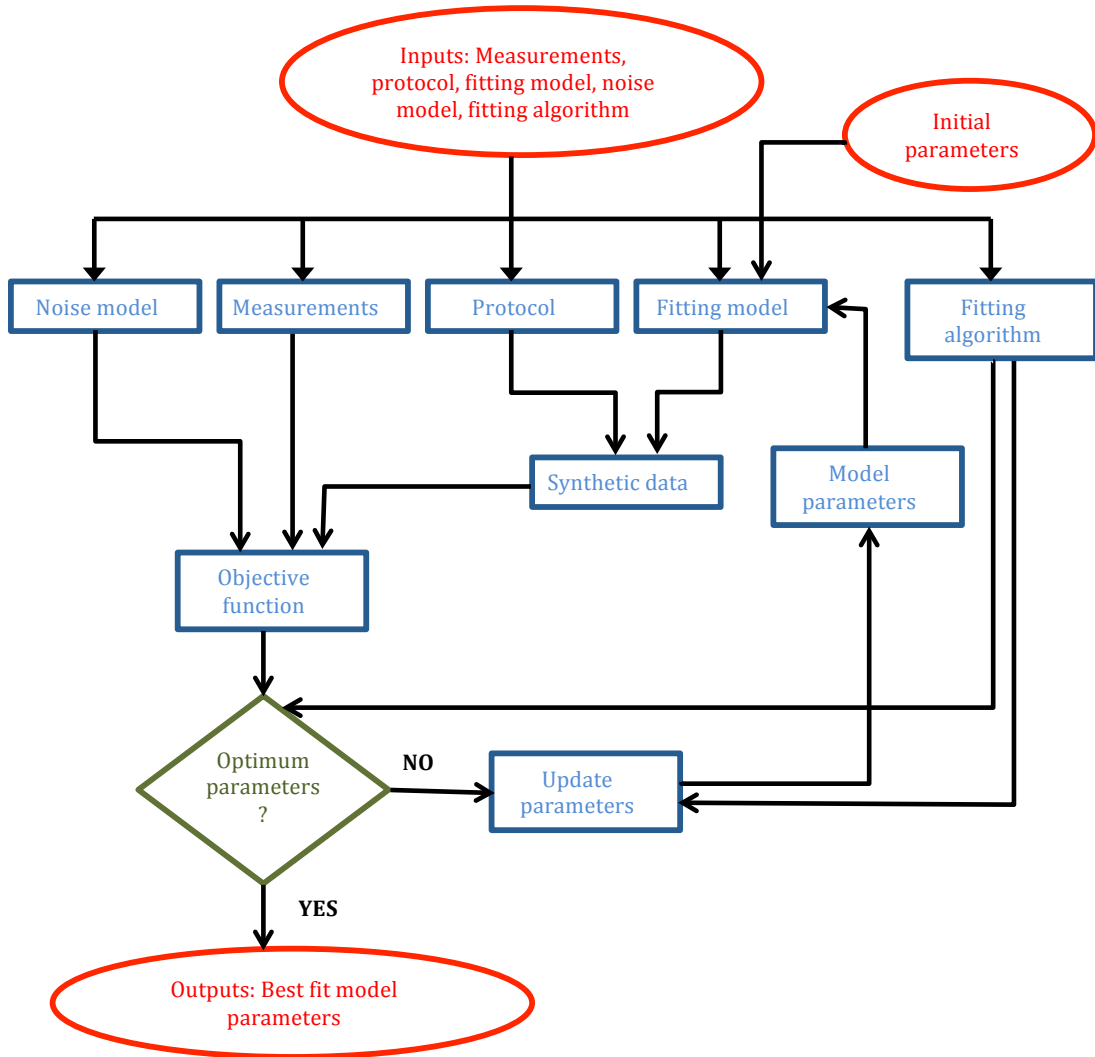 Inputs: Measurements,
protocol, fitting model, noise
model, fitting algorithm
Initial
parameters
Noise model
Measurements
Protocol
Fitting model
Fitting
algorithm
Synthetic data
Model
parameters
Objective
function
Optimum
parameters
?
NO
Update
parameters
YES
Outputs: Best fit model
parameters